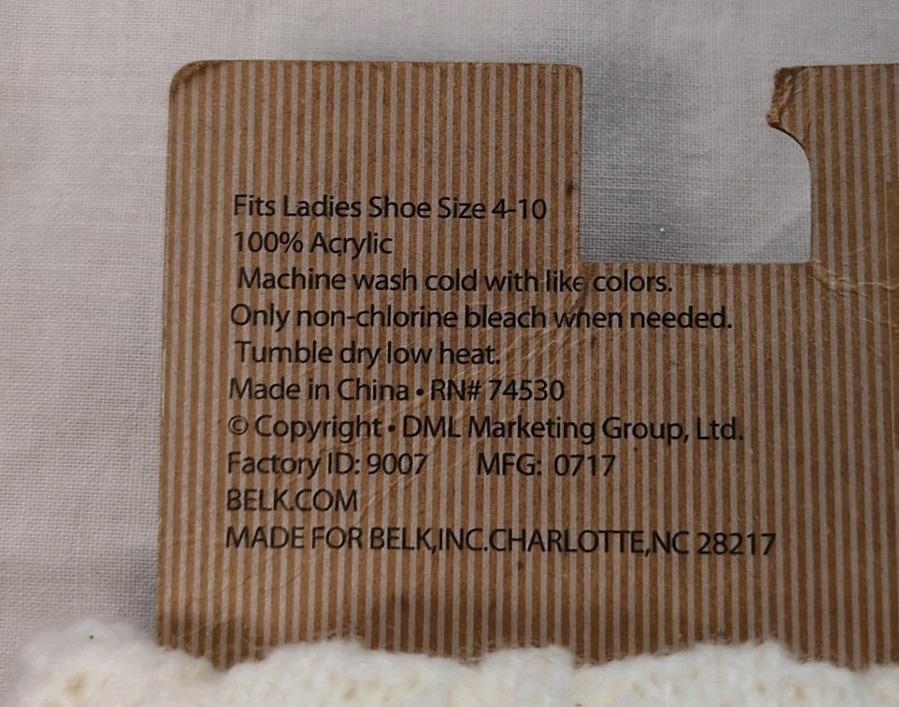 Fits Ladies Shoe Size 4-10
100% Acrylic
Machine wash cold with like colors.
Only non-chlorine bleach when needed.
Tumble dry low heat.
Made in China • RN# 74530
© Copyright • DML Marketing Group, Ltd.
Factory ID: 9007 MFG: 0717
BELK.COM
MADE FOR BELK,INC.CHARLOTTE,NC 28217